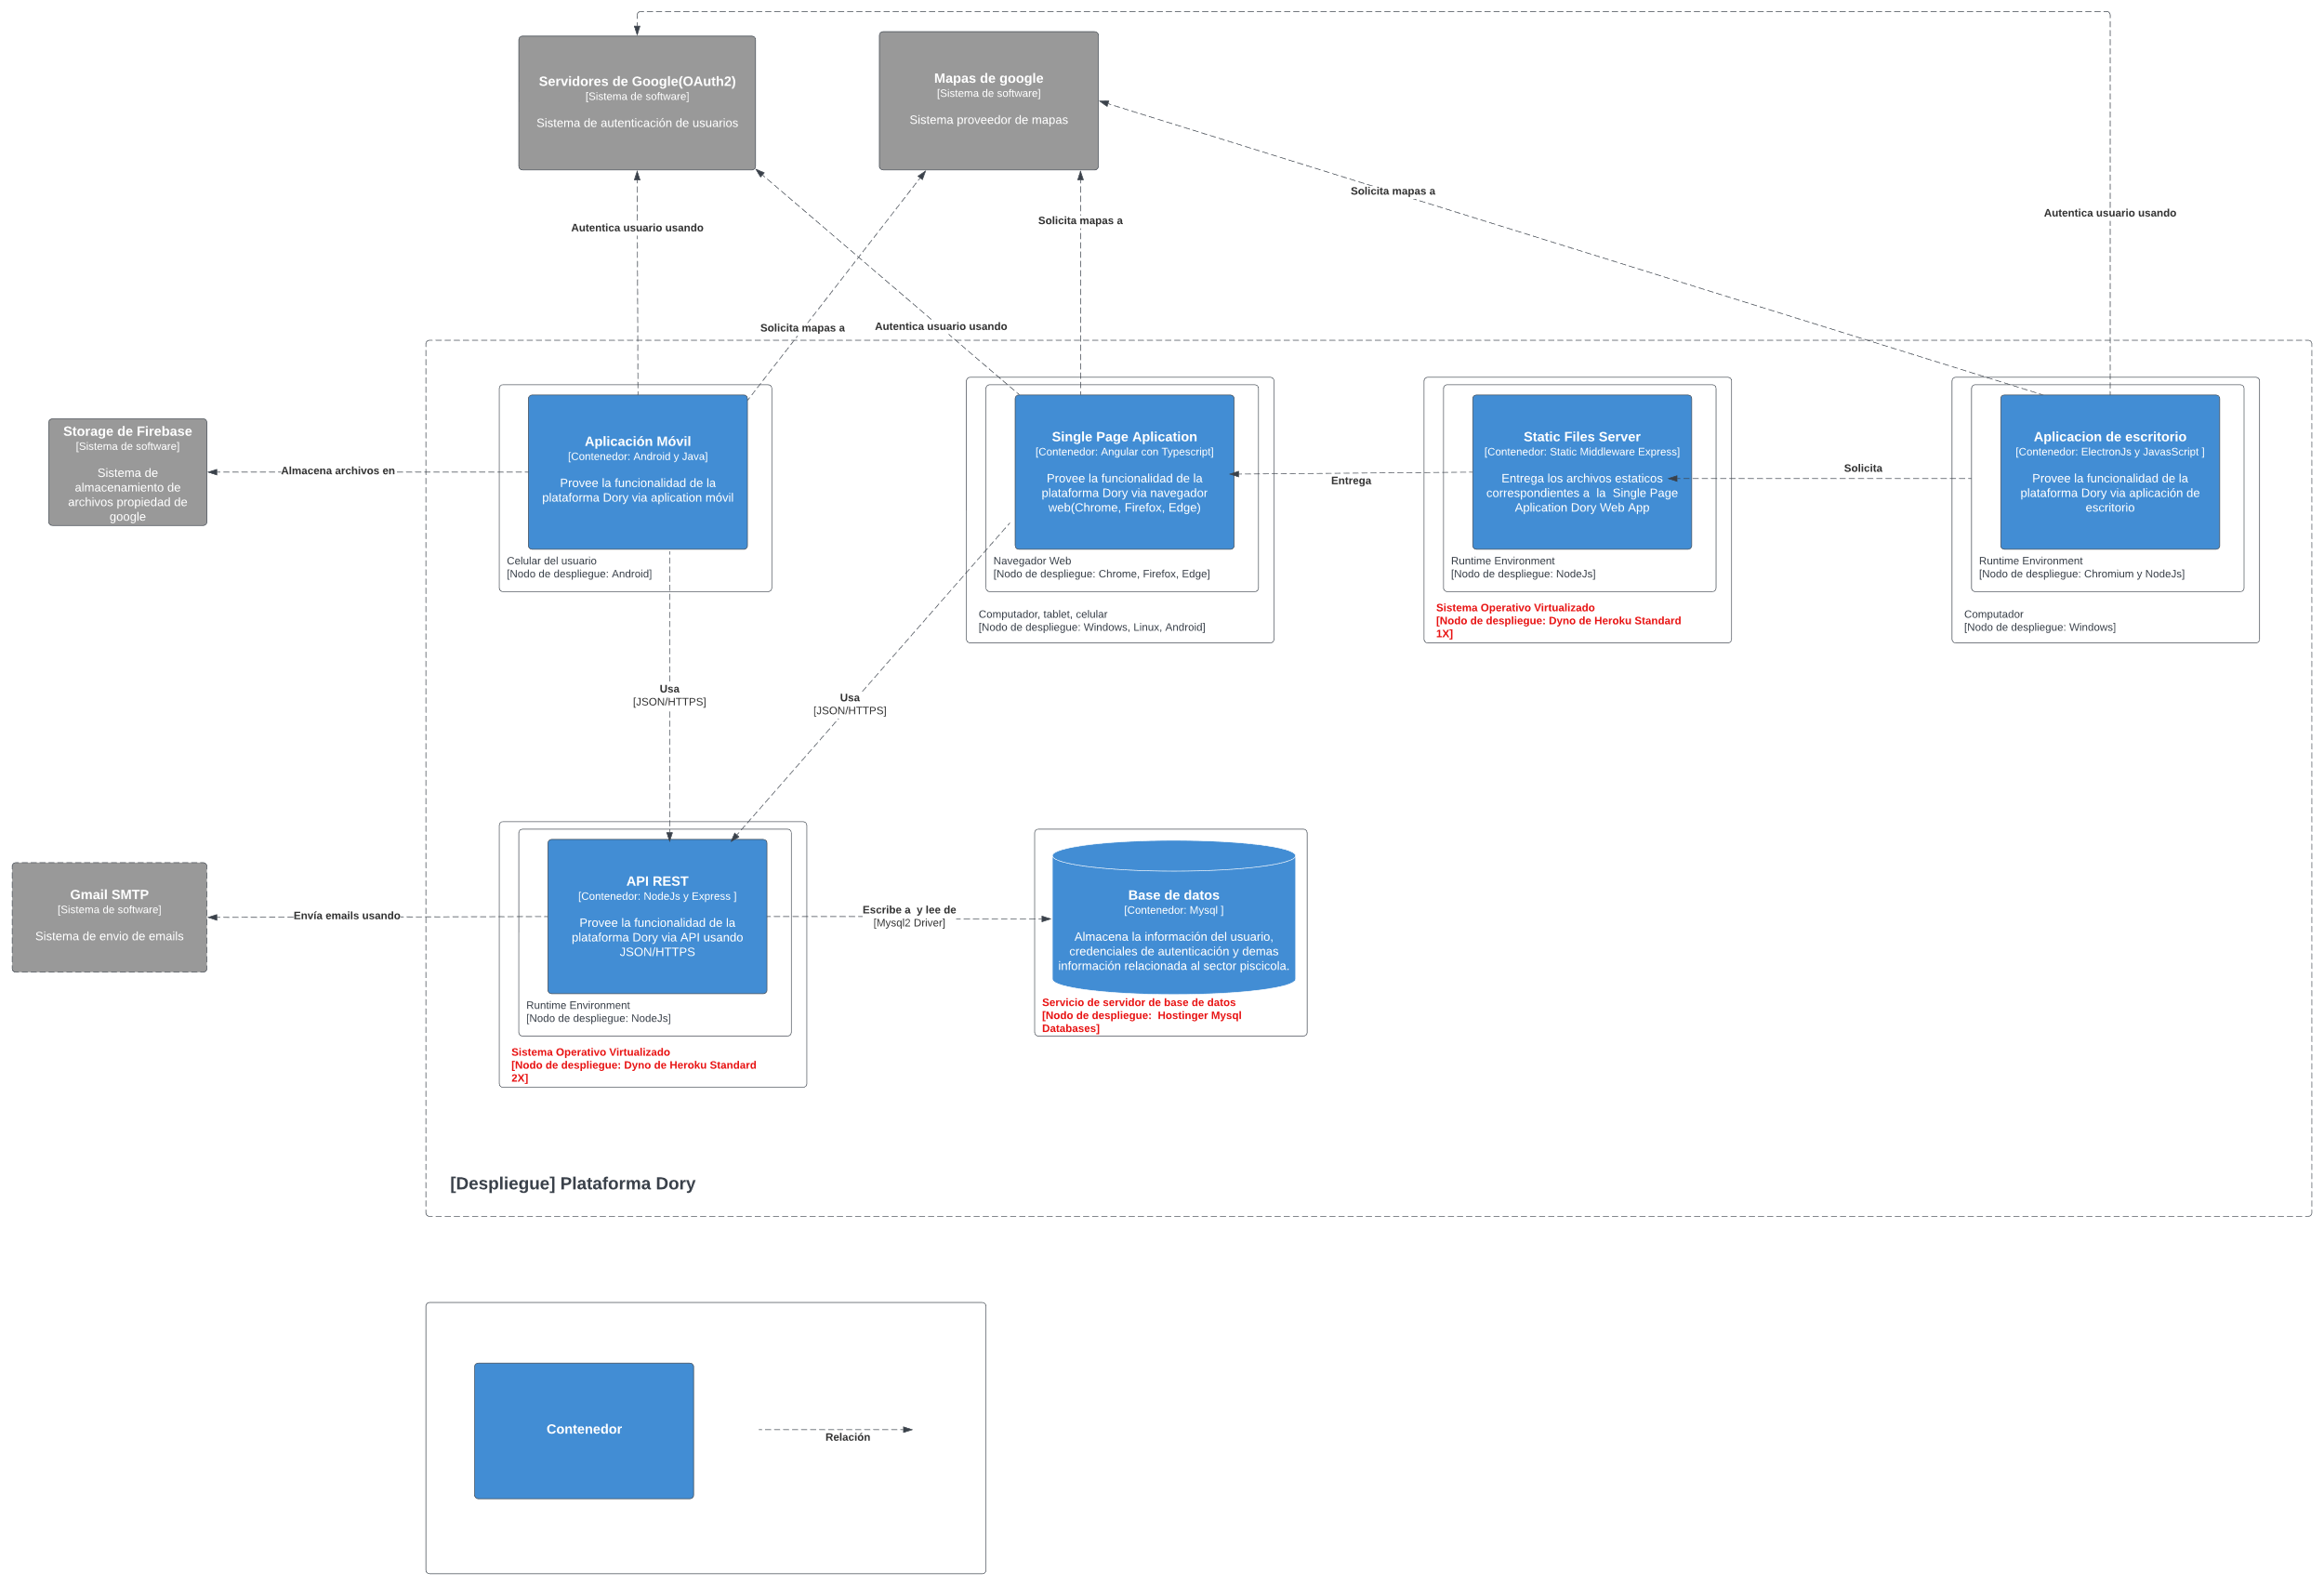 Servidores de Google(OAuth2)
[Sistema de software]
Sistema de autenticación de usuarios
Mapas de google
[Sistema de software]
Sistema proveedor de mapas
Solicita mapas a
Autentica usuario usando
Solicita mapas a
Autentica usuario usando
Solicita mapas a
Autentica usuario usando
Storage de Firebase
[Sistema de software]
Sistema de
almacenamiento de
archivos propiedad de
google
Almacena archivos en
Aplicación Móvil
[Contenedor: Android y Java]
Provee la funcionalidad de la
plataforma Dory via aplication móvil
Celular del usuario
[Nodo de despliegue: Android]
Single Page Aplication
[Contenedor: Angular con Typescript]
Provee la funcionalidad de la
plataforma Dory via navegador
web(Chrome, Firefox, Edge)
Navegador Web
[Nodo de despliegue: Chrome, Firefox, Edge]
Computador, tablet, celular
[Nodo de despliegue: Windows, Linux, Android]
Entrega
Static Files Server
[Contenedor: Static Middleware Express]
Entrega los archivos estaticos
correspondientes a  la  Single Page
Aplication Dory Web App
Runtime Environment
[Nodo de despliegue: NodeJs]
Sistema Operativo Virtualizado
[Nodo de despliegue: Dyno de Heroku Standard
1X]
Solicita
Aplicacion de escritorio
[Contenedor: ElectronJs y JavasScript ]
Provee la funcionalidad de la
plataforma Dory via aplicación de
escritorio
Runtime Environment
[Nodo de despliegue: Chromium y NodeJs]
Computador
[Nodo de despliegue: Windows]
Usa
[JSON/HTTPS]
Usa
[JSON/HTTPS]
Gmail SMTP
[Sistema de software]
Sistema de envio de emails
Envía emails usando
API REST
[Contenedor: NodeJs y Express ]
Provee la funcionalidad de la
plataforma Dory via API usando
JSON/HTTPS
Runtime Environment
[Nodo de despliegue: NodeJs]
Sistema Operativo Virtualizado
[Nodo de despliegue: Dyno de Heroku Standard
2X]
Escribe a  y lee de
[Mysql2 Driver]
Base de datos
[Contenedor: Mysql ]
Almacena la información del usuario,
credenciales de autenticación y demas
información relacionada al sector piscicola.
Servicio de servidor de base de datos
[Nodo de despliegue:  Hostinger Mysql
Databases]
[Despliegue] Plataforma Dory
Contenedor
Relación